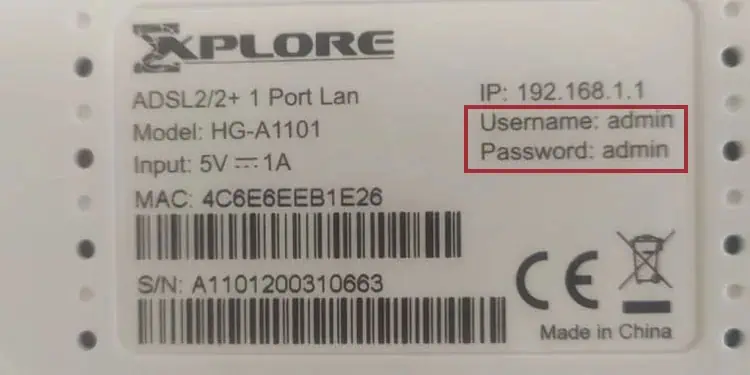 XPLORE
ADSL2/2+ 1 Port Lan
Model: HG-A1101
Input: 5V⎓1A
MAC: 4C6E6EEB1E26
S/N: A1101200310663
IP: 192.168.1.1
Username: admin
Password: admin
CE
Made in China